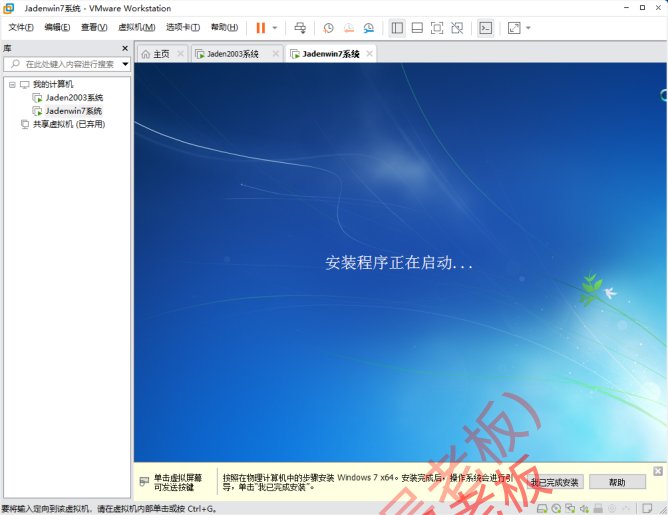 Jadenwin7系统 - VMware Workstation
文件(F) 编辑(E) 查看(V) 虚拟机(M) 选项卡(T) 帮助(H)
库
在此处键入内容进行搜索
主页
Jaden2003系统
Jadenwin7系统
我的计算机
Jaden2003系统
Jadenwin7系统
共享虚拟机 (已弃用)
安装程序正在启动...
单击虚拟屏幕
可发送按键
按照在物理计算机中的步骤安装 Windows 7 x64。安装完成后，操作系统会进行引
导，单击“我已完成安装”。
我已完成安装
帮助
老板)
老板
要将输入定向到该虚拟机，请在虚拟机内部单击或按 Ctrl+G。